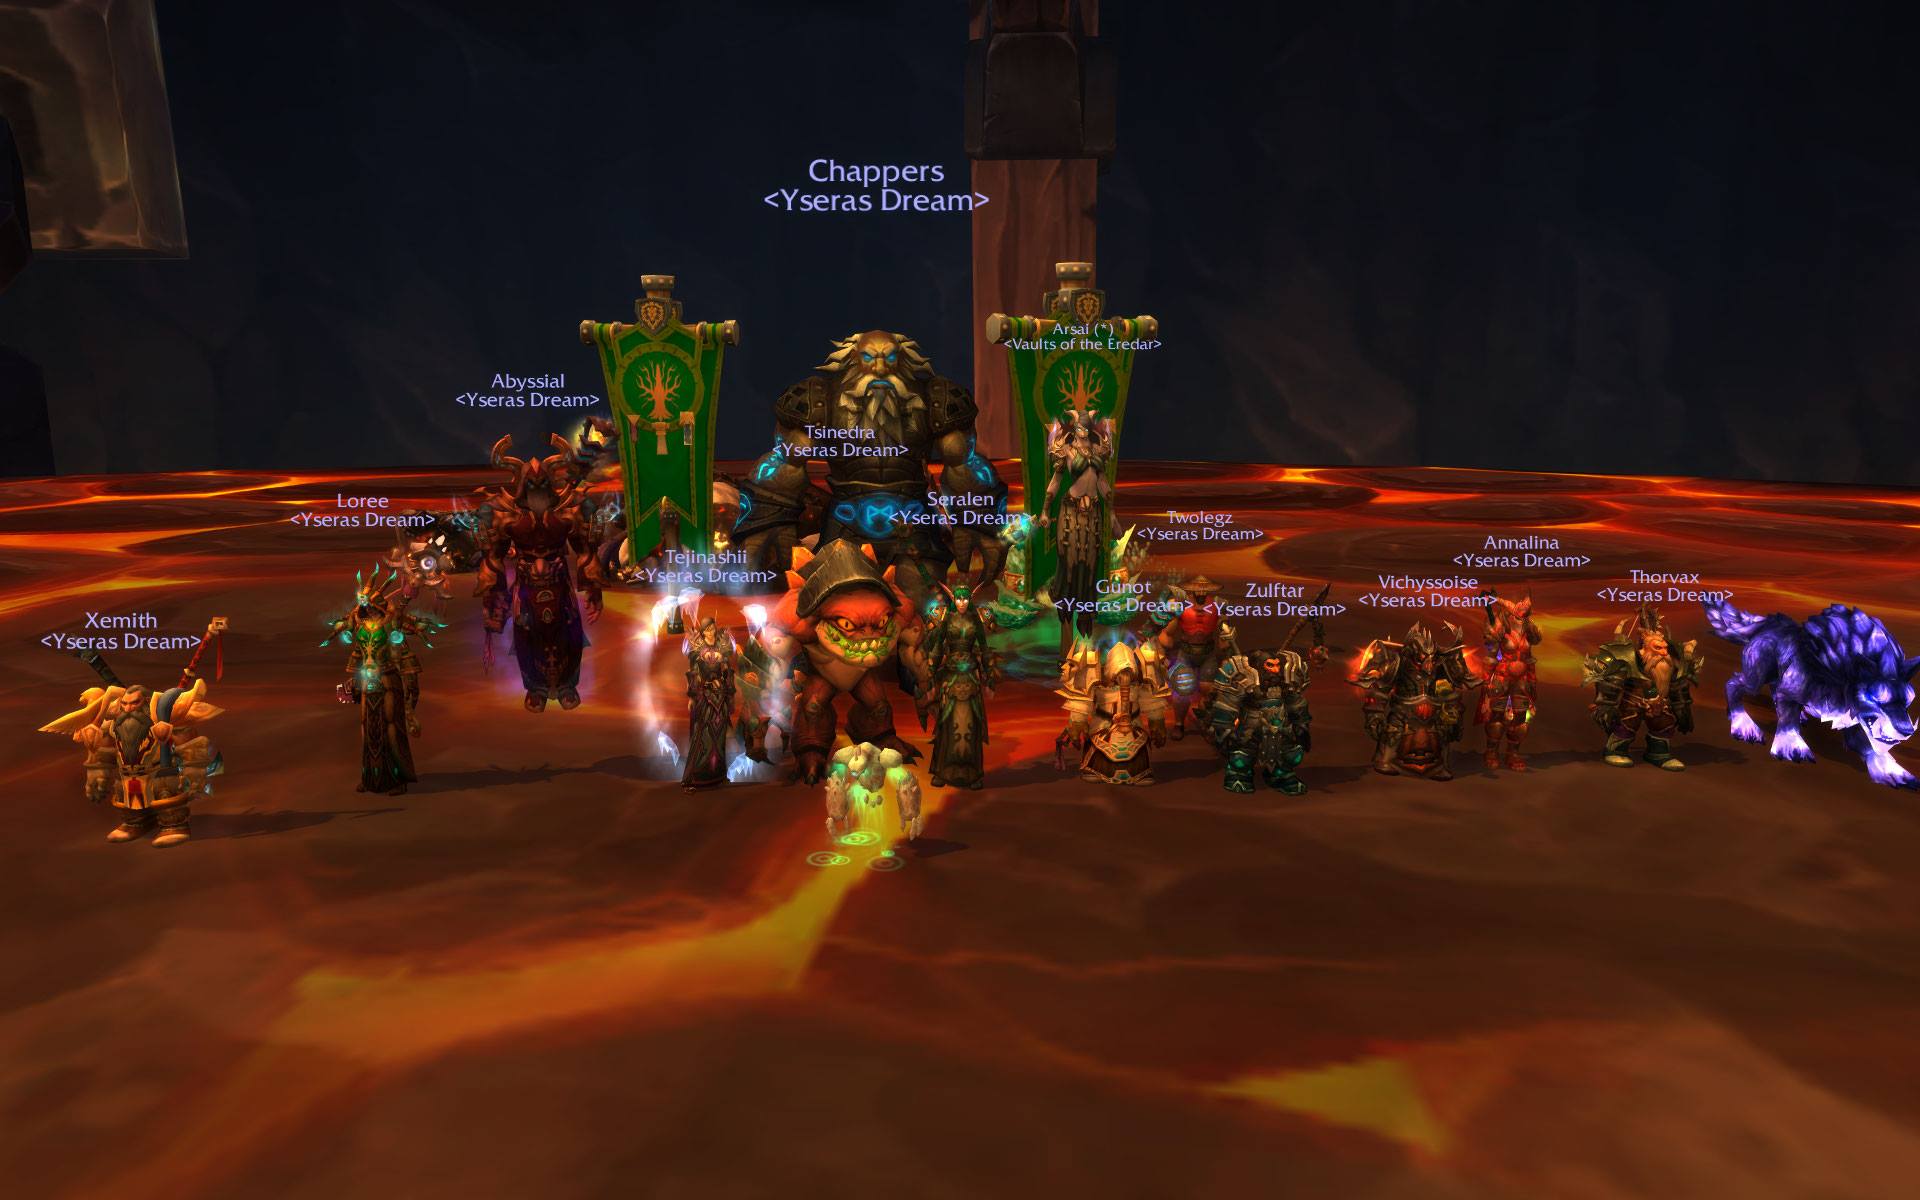 Chappers
<Yseras Dream>
Arsai (*)
<Vaults of the Eredar>
Abyssial
<Yseras Dream>
Tsinedra
<Yseras Dream>
Loree
<Yseras Dream>
Seralen
<Yseras Dream>
Twolegz
<Yseras Dream>
Annalina
<Yseras Dream>
Tejinashii
<Yseras Dream>
Gunot
<Yseras Dream>
Zulftar
<Yseras Dream>
Vichyssoise
<Yseras Dream>
Thorvax
<Yseras Dream>
Xemith
<Yseras Dream>